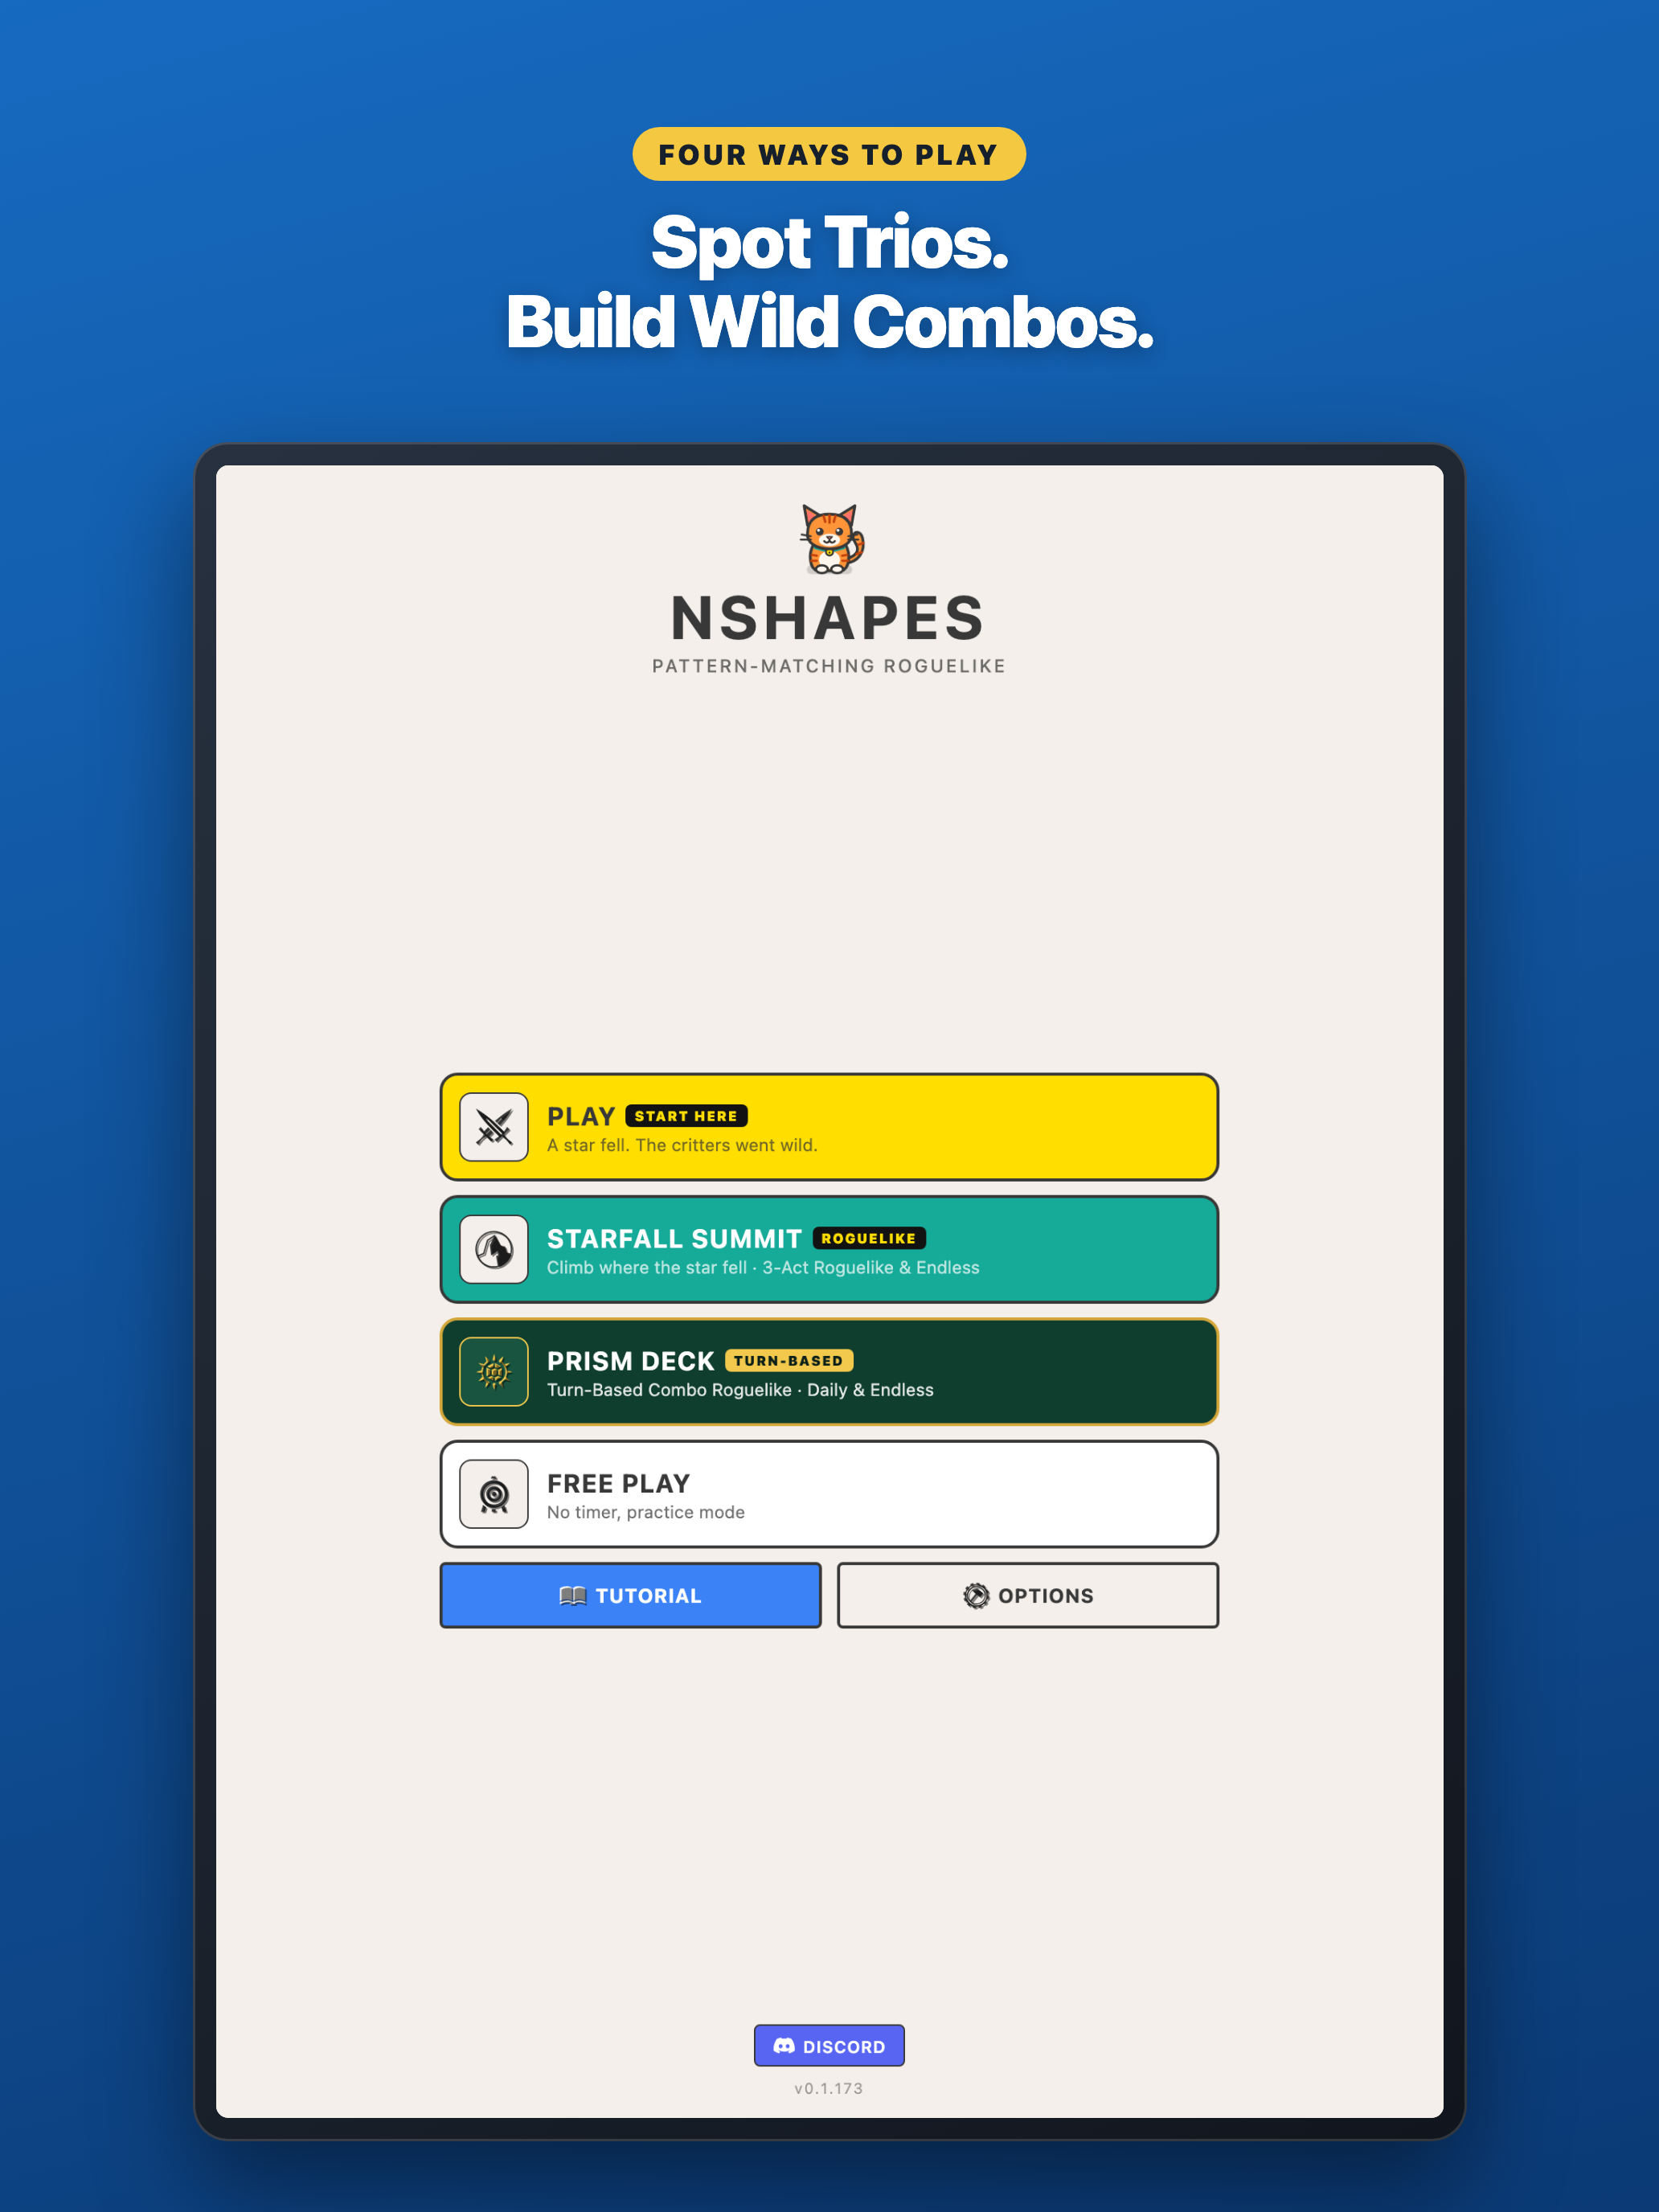 FOUR WAYS TO PLAY
Spot Trios.
Build Wild Combos.
NSHAPES
PATTERN-MATCHING ROGUELIKE
PLAY START HERE
A star fell. The critters went wild.
STARFALL SUMMIT ROGUELIKE
Climb where the star fell · 3-Act Roguelike & Endless
PRISM DECK TURN-BASED
Turn-Based Combo Roguelike · Daily & Endless
FREE PLAY
No timer, practice mode
TUTORIAL
OPTIONS
DISCORD
v0.1.173